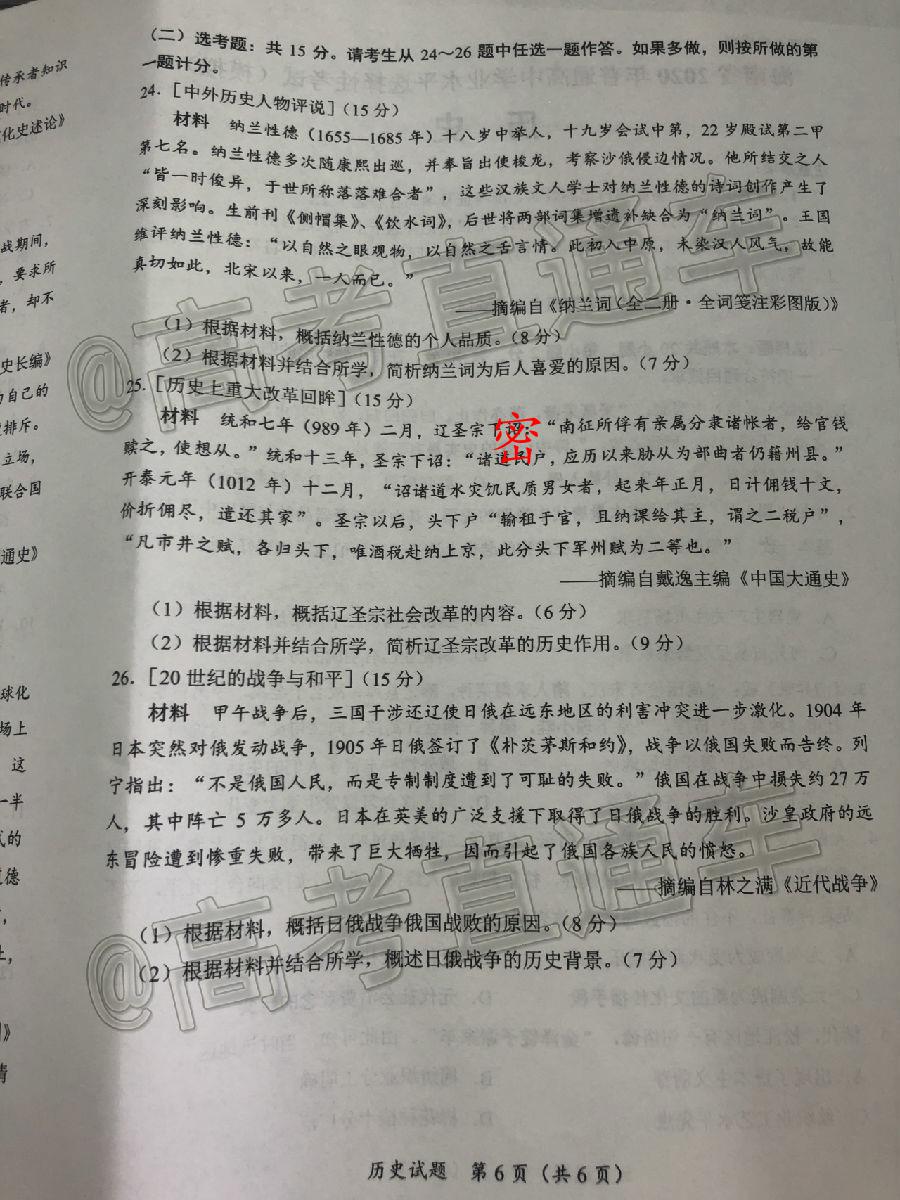 （二）选考题：共 15 分。请考生从 24～26 题中任选一题作答。如果多做，则按所做的第
一题计分。
24.［中外历史人物评说］（15 分）
材料 纳兰性德（1655—1685 年）十八岁中举人，十九岁会试中第，22 岁殿试第二甲
第七名。纳兰性德多次随康熙出巡，并奉旨出使梭龙，考察沙俄侵边情况。他所结交之人
“皆一时俊异，于世所称落落难合者”，这些汉族文人学士对纳兰性德的诗词创作产生了
深刻影响。生前刊《侧帽集》、《饮水词》，后世将两部词集增遗补缺合为“纳兰词”。王国
维评纳兰性德：“以自然之眼观物，以自然之舌言情。此初入中原，未染汉人风气，故能
真切如此，北宋以来，一人而已。”
——摘编自《纳兰词（全二册·全词笺注彩图版）》
（1）根据材料，概括纳兰性德的个人品质。（8 分）
（2）根据材料并结合所学，简析纳兰词为后人喜爱的原因。（7 分）
25.［历史上重大改革回眸］（15 分）
材料 统和七年（989 年）二月，辽圣宗下诏：“南征所俘有亲属分隶诸帐者，给官钱
赎之，使想从。”统和十三年，圣宗下诏：“诸道民户，应历以来胁从为部曲者仍籍州县。”
开泰元年（1012 年）十二月，“诏诸道水灾饥民质男女者，起来年正月，日计佣钱十文，
价折佣尽，遣还其家”。圣宗以后，头下户“输租于官，且纳课给其主，谓之二税户”，
“凡市井之赋，各归头下，唯酒税赴纳上京，此分头下军州赋为二等也。”
——摘编自戴逸主编《中国大通史》
（1）根据材料，概括辽圣宗社会改革的内容。（6 分）
（2）根据材料并结合所学，简析辽圣宗改革的历史作用。（9 分）
26.［20 世纪的战争与和平］（15 分）
材料 甲午战争后，三国干涉还辽使日俄在远东地区的利害冲突进一步激化。1904 年
日本突然对俄发动战争，1905 年日俄签订了《朴茨茅斯和约》，战争以俄国失败而告终。列
宁指出：“不是俄国人民，而是专制制度遭到了可耻的失败。”俄国在战争中损失约 27 万
人，其中阵亡 5 万多人。日本在英美的广泛支援下取得了日俄战争的胜利。沙皇政府的远
东冒险遭到惨重失败，带来了巨大牺牲，因而引起了俄国各族人民的愤怒。
——摘编自林之满《近代战争》
（1）根据材料，概括日俄战争俄国战败的原因。（8 分）
（2）根据材料并结合所学，概述日俄战争的历史背景。（7 分）
历史试题 第 6 页（共 6 页）
密
@高考直通车
@高考直通车
传承者知识
时代。
化史述论》
战期间，
，要求所
者，却不
史长编》
为自己的
排斥。
立场，
联合国
通史》
球化
场上
这
一半
式的
道德